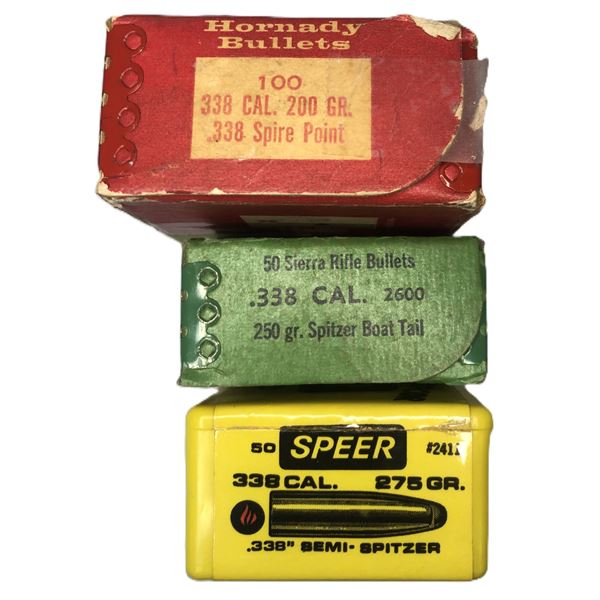 Hornady
Bullets
100
338 CAL. 200 GR.
.338 Spire Point
50 Sierra Rifle Bullets
.338 CAL. 2600
250 gr. Spitzer Boat Tail
50 SPEER #2411
338 CAL. 275 GR.
.338" SEMI-SPITZER